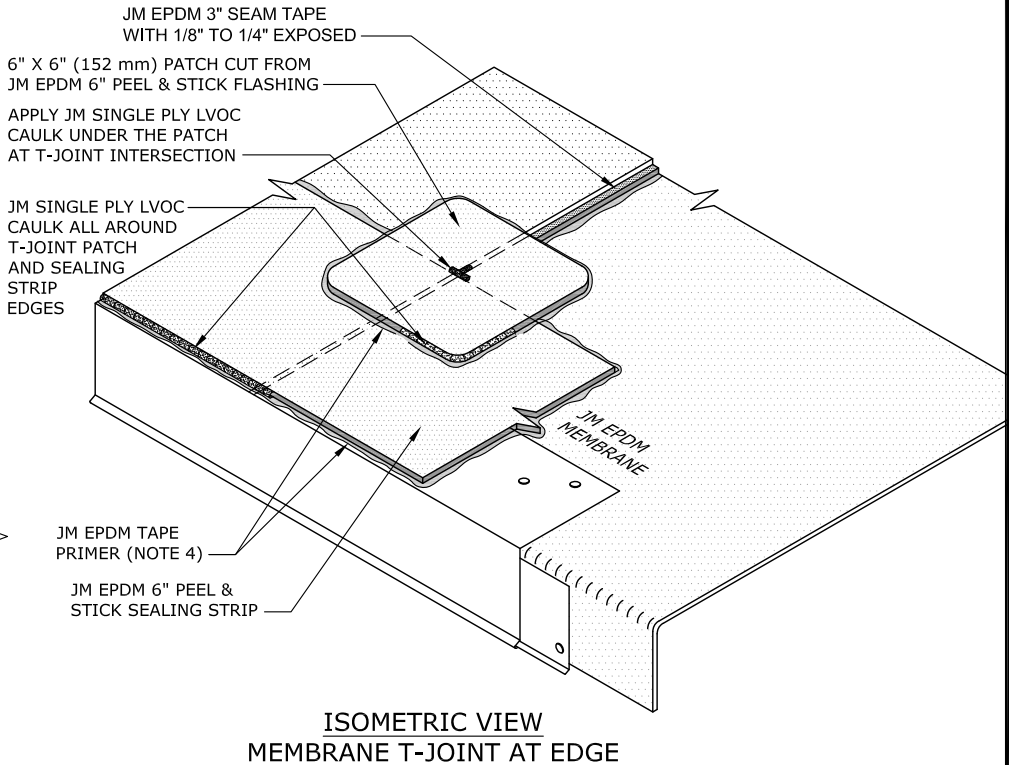 JM EPDM 3" SEAM TAPE
WITH 1/8" TO 1/4" EXPOSED
6" X 6" (152 mm) PATCH CUT FROM
JM EPDM 6" PEEL & STICK FLASHING
APPLY JM SINGLE PLY LVOC
CAULK UNDER THE PATCH
AT T-JOINT INTERSECTION
JM SINGLE PLY LVOC
CAULK ALL AROUND
T-JOINT PATCH
AND SEALING
STRIP
EDGES
JM EPDM
MEMBRANE
JM EPDM TAPE
PRIMER (NOTE 4)
JM EPDM 6" PEEL &
STICK SEALING STRIP
ISOMETRIC VIEW
MEMBRANE T-JOINT AT EDGE